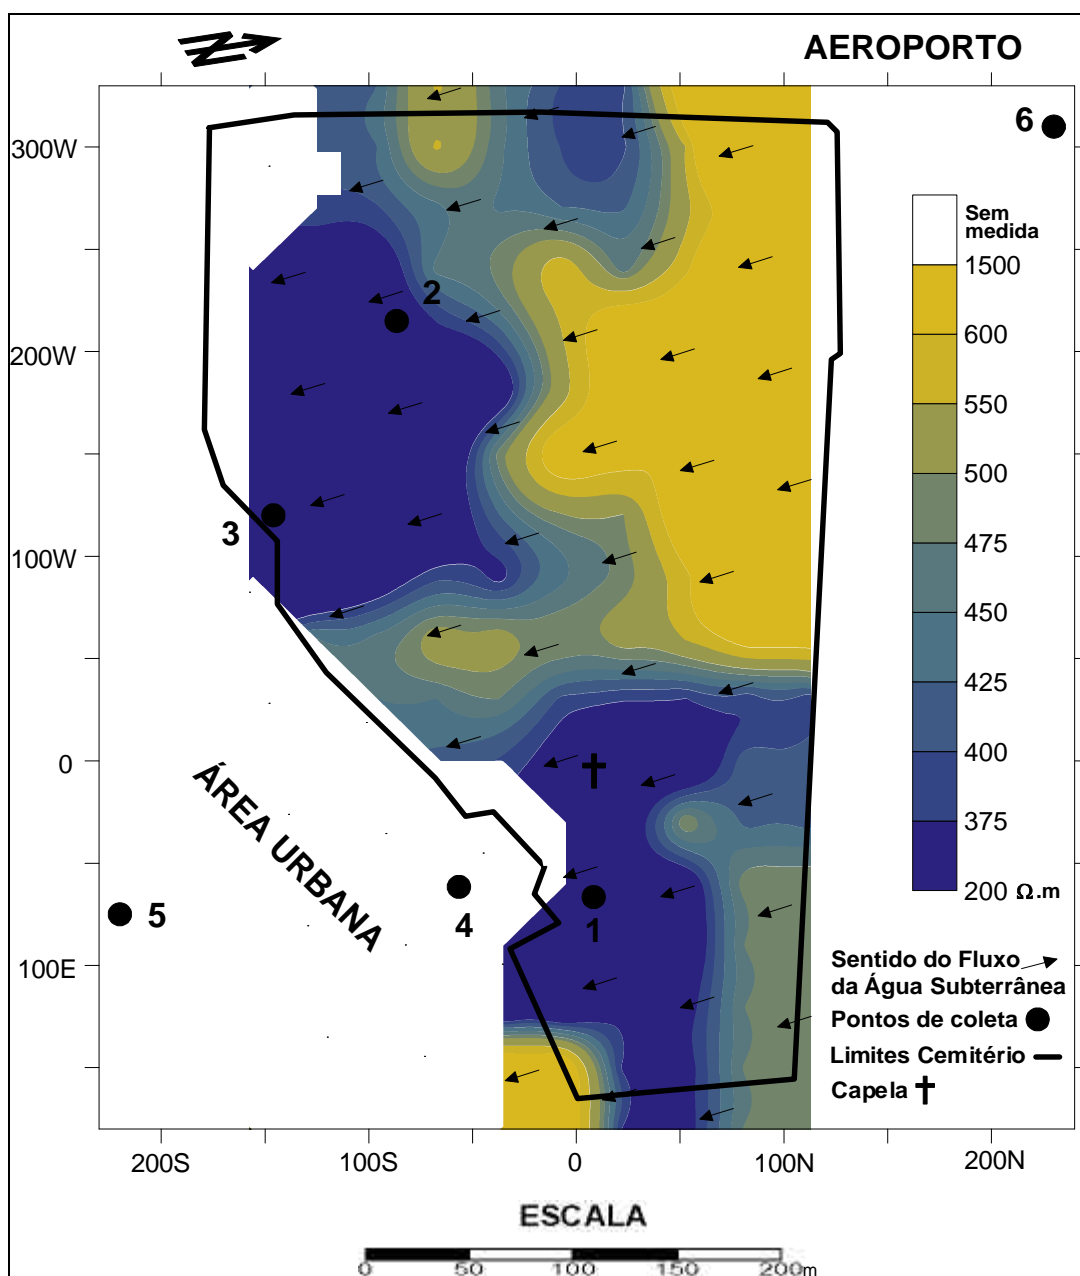 N
AEROPORTO
6
300W
Sem
medida
1500
2
600
200W
550
500
3
475
100W
450
425
0
400
ÁREA URBANA
375
200 Ω.m
5
4
1
100E
Sentido do Fluxo
da Água Subterrânea
Pontos de coleta
Limites Cemitério
Capela
200S
100S
0
100N
200N
ESCALA
0 50 100 150 200m